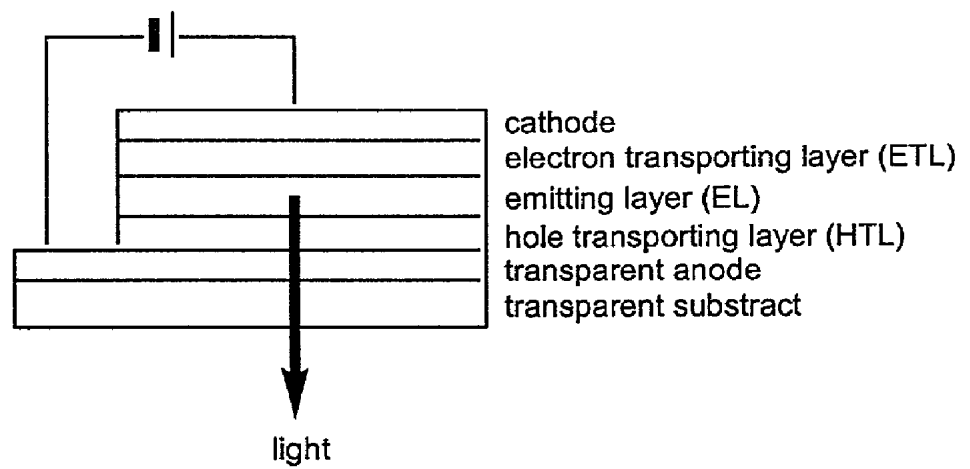 cathode
electron transporting layer (ETL)
emitting layer (EL)
hole transporting layer (HTL)
transparent anode
transparent substract
light